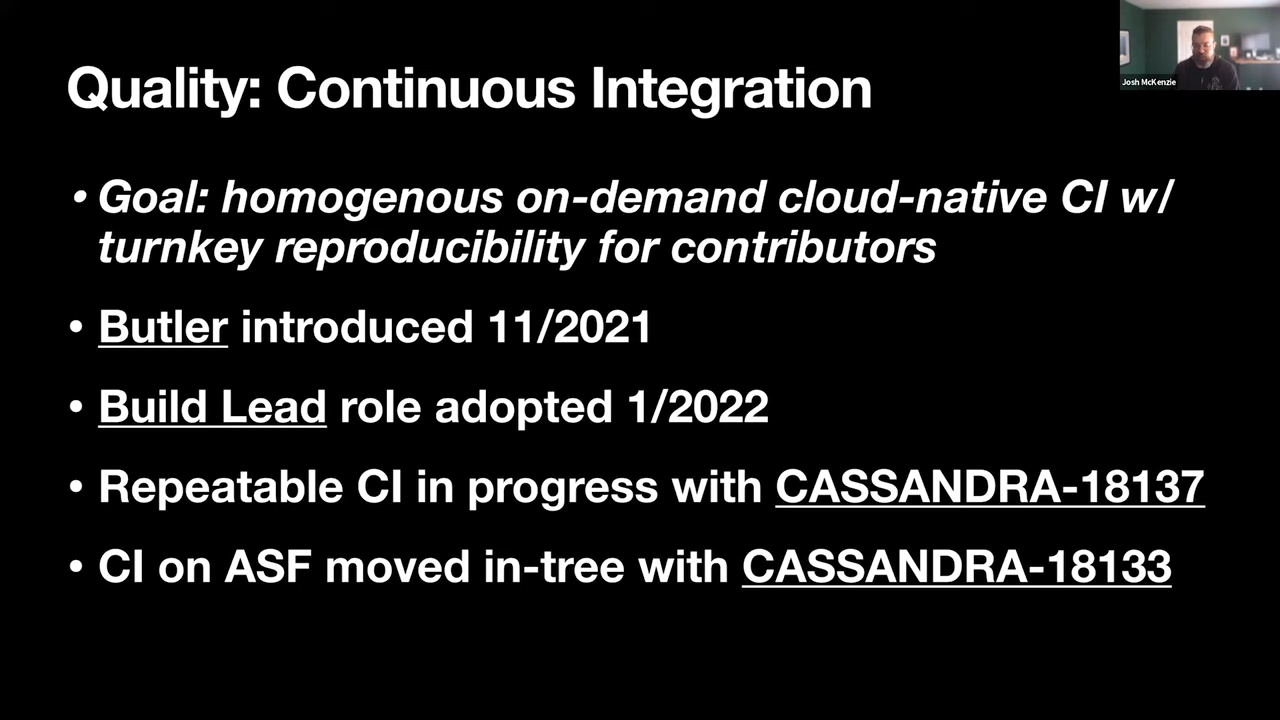 Quality: Continuous Integration
Josh McKenzie
• Goal: homogenous on-demand cloud-native CI w/
turnkey reproducibility for contributors
• Butler introduced 11/2021
• Build Lead role adopted 1/2022
• Repeatable CI in progress with CASSANDRA-18137
• CI on ASF moved in-tree with CASSANDRA-18133